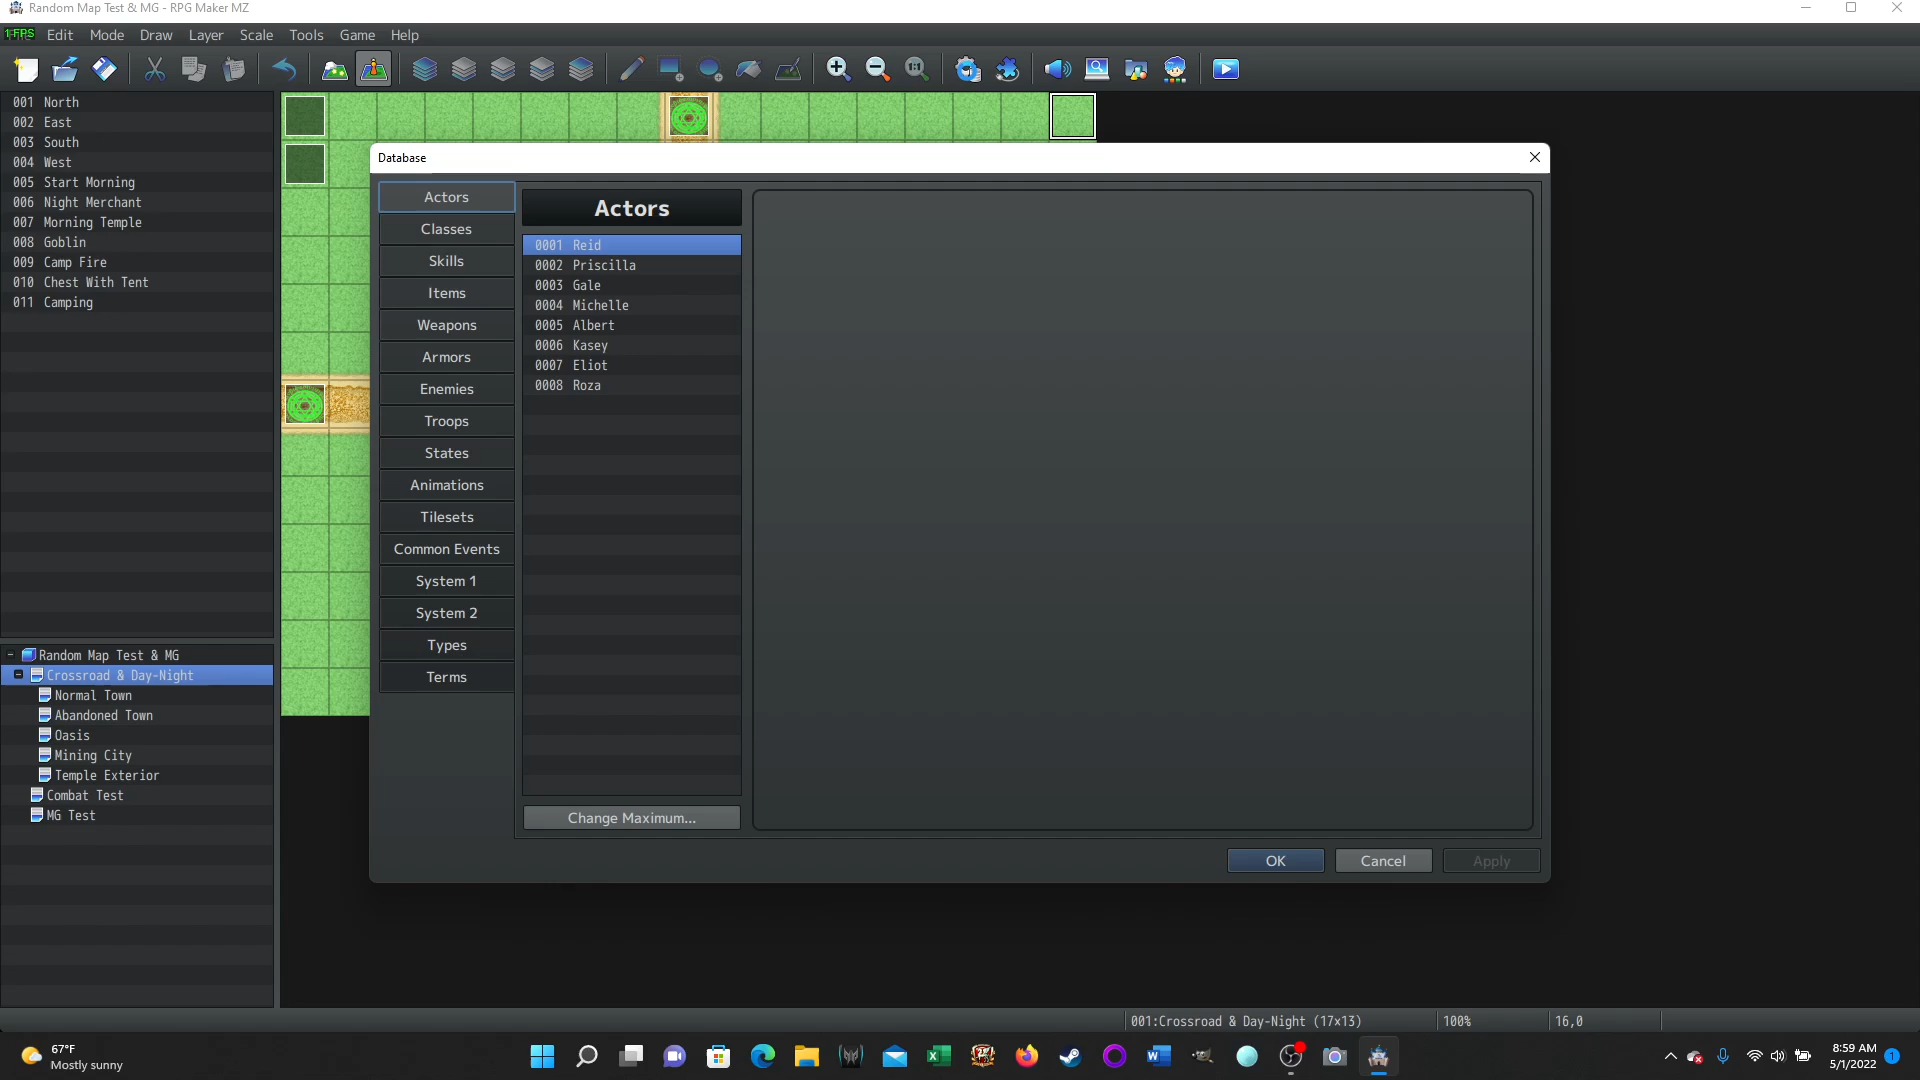 Random Map Test & MG - RPG Maker MZ
1 FPS
Edit Mode Draw Layer Scale Tools Game Help
1:1
001 North
002 East
003 South
004 West
005 Start Morning
006 Night Merchant
007 Morning Temple
008 Goblin
009 Camp Fire
010 Chest With Tent
011 Camping
Random Map Test & MG
Crossroad & Day-Night
Normal Town
Abandoned Town
Oasis
Mining City
Temple Exterior
Combat Test
MG Test
Database
Actors
Classes
Skills
Items
Weapons
Armors
Enemies
Troops
States
Animations
Tilesets
Common Events
System 1
System 2
Types
Terms
Actors
0001 Reid
0002 Priscilla
0003 Gale
0004 Michelle
0005 Albert
0006 Kasey
0007 Eliot
0008 Roza
Change Maximum...
OK Cancel Apply
001:Crossroad & Day-Night (17x13) 100% 16,0
67°F
Mostly sunny
8:59 AM
5/1/2022
1